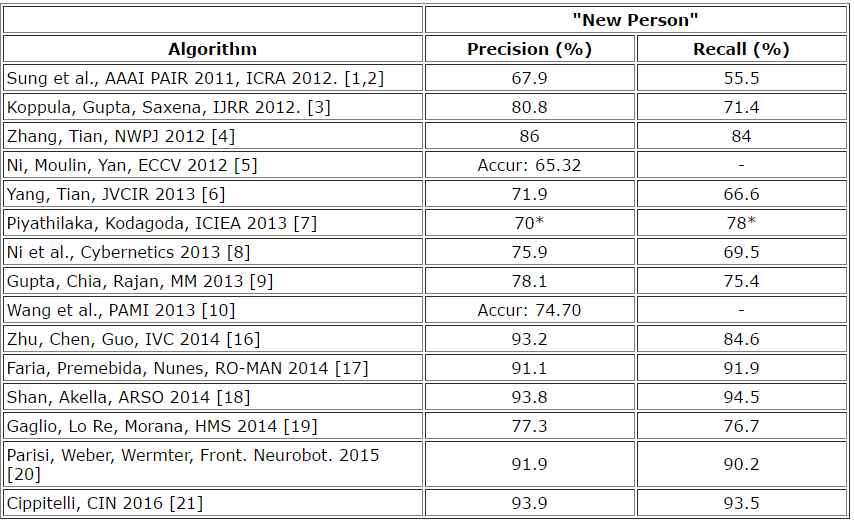 "New Person"
Algorithm Precision (%) Recall (%)
Sung et al., AAAI PAIR 2011, ICRA 2012. [1,2] 67.9 55.5
Koppula, Gupta, Saxena, IJRR 2012. [3] 80.8 71.4
Zhang, Tian, NWPJ 2012 [4] 86 84
Ni, Moulin, Yan, ECCV 2012 [5] Accur: 65.32 -
Yang, Tian, JVCIR 2013 [6] 71.9 66.6
Piyathilaka, Kodagoda, ICIEA 2013 [7] 70* 78*
Ni et al., Cybernetics 2013 [8] 75.9 69.5
Gupta, Chia, Rajan, MM 2013 [9] 78.1 75.4
Wang et al., PAMI 2013 [10] Accur: 74.70 -
Zhu, Chen, Guo, IVC 2014 [16] 93.2 84.6
Faria, Premebida, Nunes, RO-MAN 2014 [17] 91.1 91.9
Shan, Akella, ARSO 2014 [18] 93.8 94.5
Gaglio, Lo Re, Morana, HMS 2014 [19] 77.3 76.7
Parisi, Weber, Wermter, Front. Neurobot. 2015
[20] 91.9 90.2
Cippitelli, CIN 2016 [21] 93.9 93.5